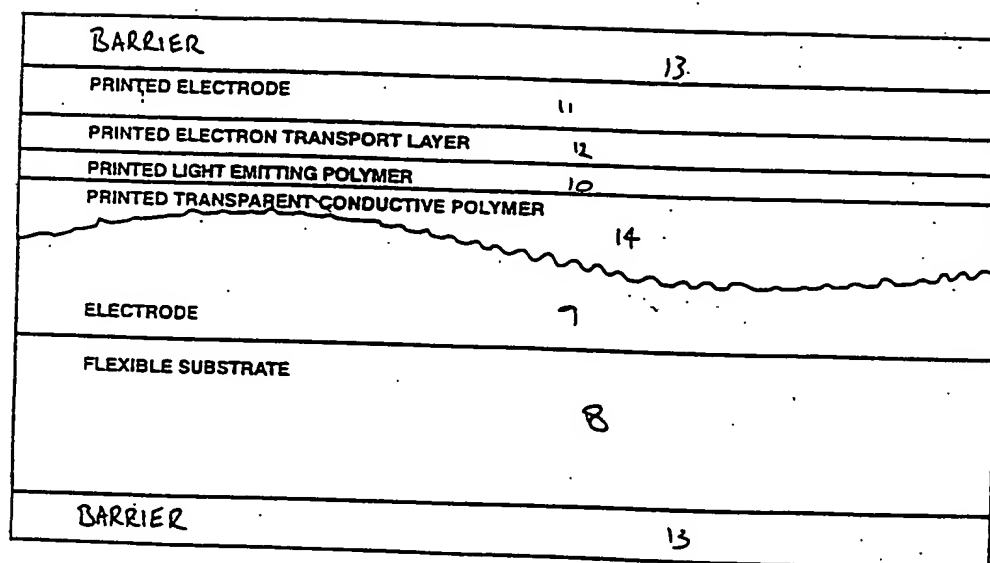 BARRIER 13.
PRINTED ELECTRODE 11
PRINTED ELECTRON TRANSPORT LAYER 12
PRINTED LIGHT EMITTING POLYMER 10
PRINTED TRANSPARENT CONDUCTIVE POLYMER
14
ELECTRODE 9
FLEXIBLE SUBSTRATE
8
BARRIER 13